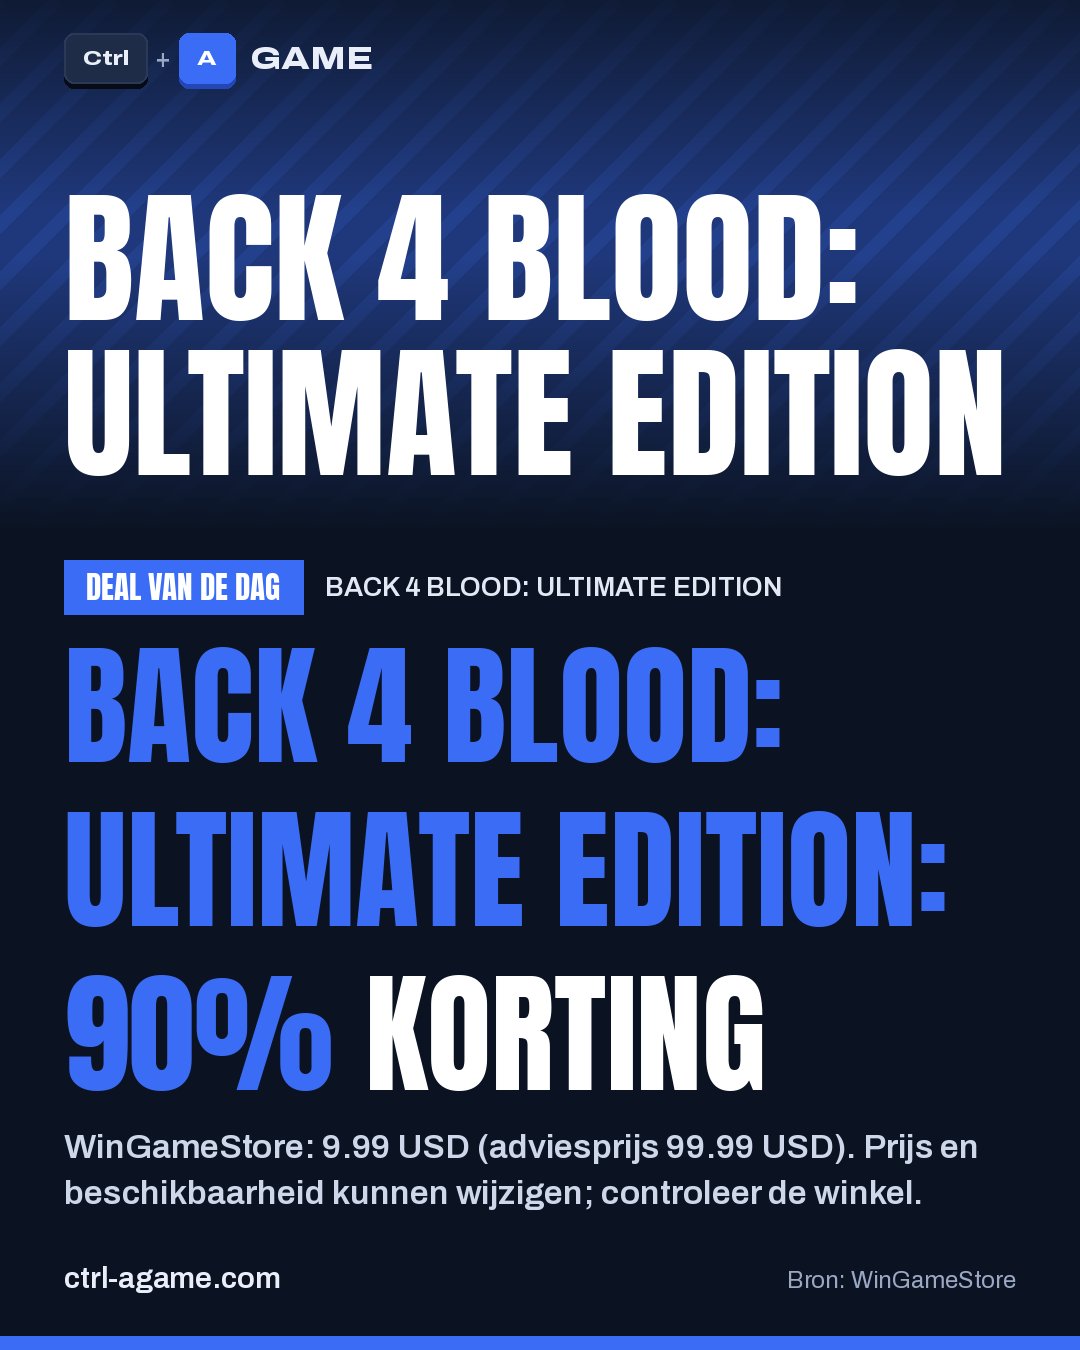 Ctrl + A GAME
BACK 4 BLOOD:
ULTIMATE EDITION
DEAL VAN DE DAG BACK 4 BLOOD: ULTIMATE EDITION
BACK 4 BLOOD:
ULTIMATE EDITION:
90% KORTING
WinGameStore: 9.99 USD (adviesprijs 99.99 USD). Prijs en
beschikbaarheid kunnen wijzigen; controleer de winkel.
ctrl-agame.com Bron: WinGameStore